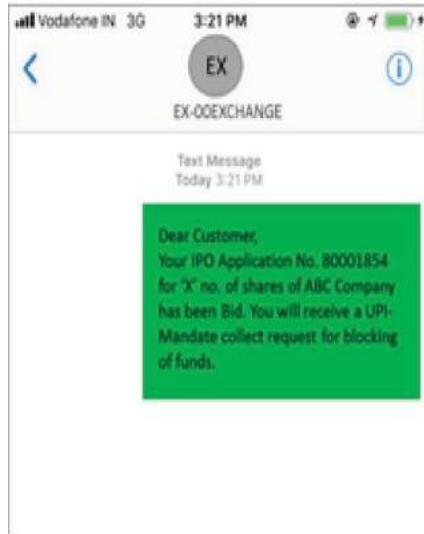 Vodafone IN 3G 3:21 PM
EX
EX-00EXCHANGE
Text Message
Today 3:21 PM
Dear Customer,
Your IPO Application No. 80001854
for 'X' no. of shares of ABC Company
has been Bid. You will receive a UPI-
Mandate collect request for blocking
of funds.